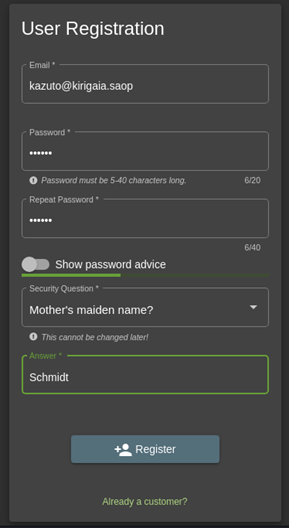 User Registration
Email *
kazuto@kirigaia.saop
Password *
••••••
Password must be 5-40 characters long.
6/20
Repeat Password *
••••••
6/40
Show password advice
Security Question *
Mother's maiden name?
This cannot be changed later!
Answer *
Schmidt
Register
Already a customer?